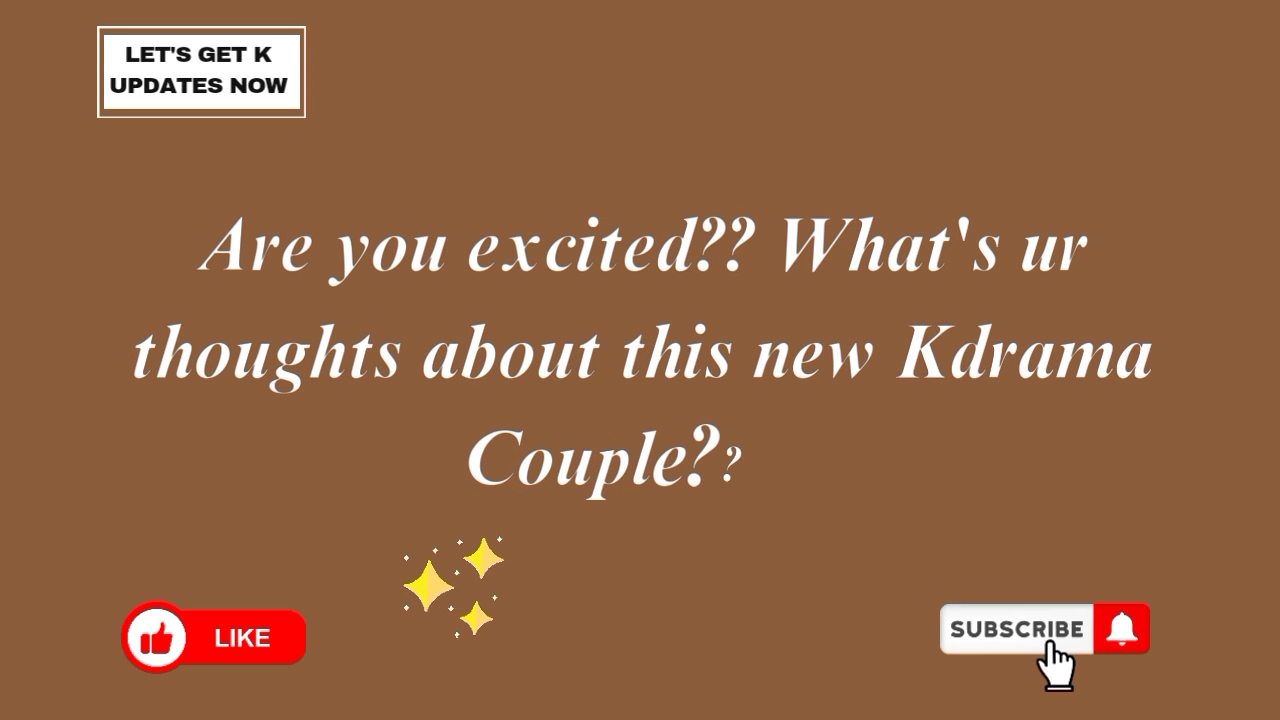 LET'S GET K
UPDATES NOW
Are you excited?? What's ur
thoughts about this new Kdrama
Couple??
LIKE
SUBSCRIBE